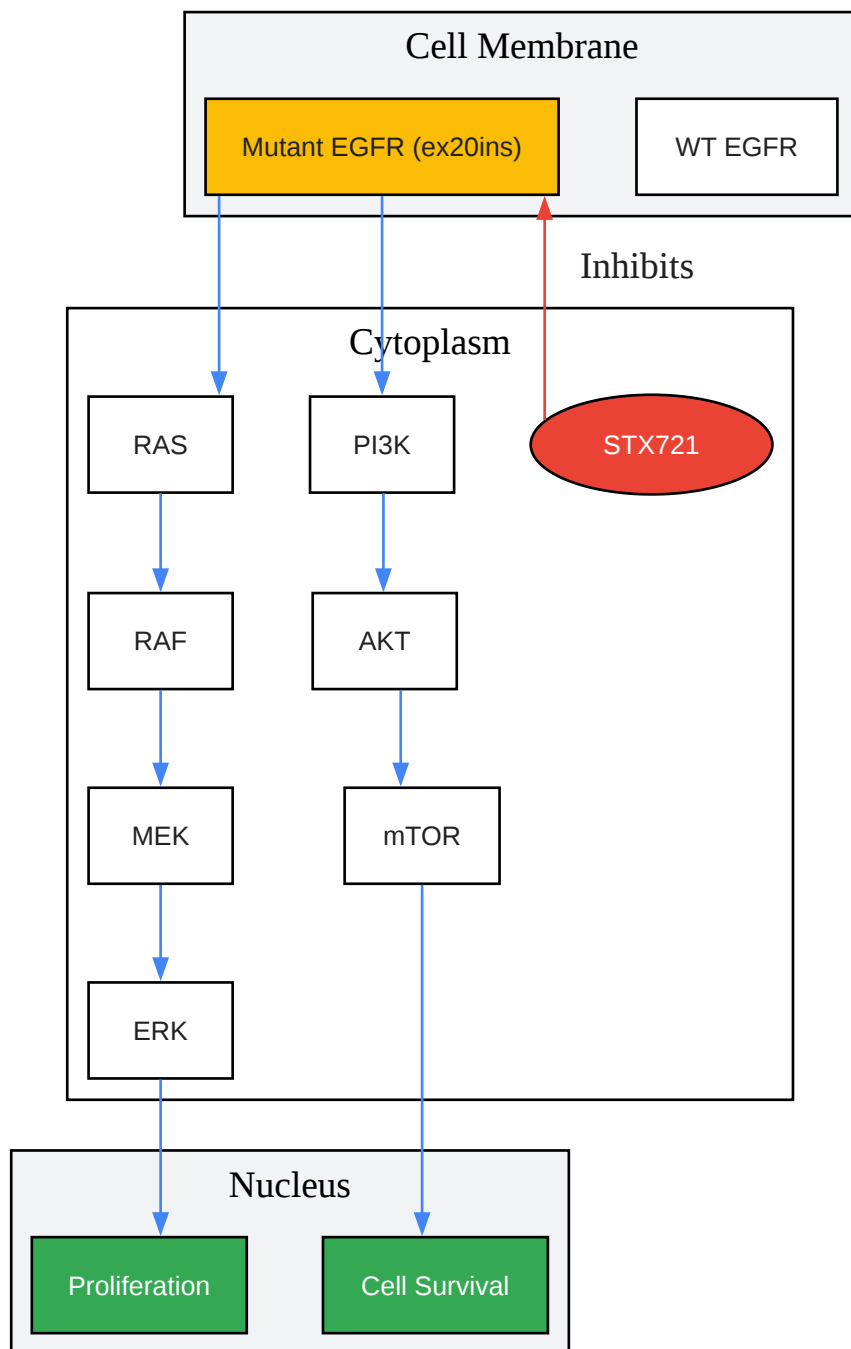 Cell Membrane
Mutant EGFR (ex20ins)
WT EGFR
Inhibits
Cytoplasm
RAS
PI3K
STX721
RAF
AKT
MEK
mTOR
ERK
Nucleus
Proliferation
Cell Survival